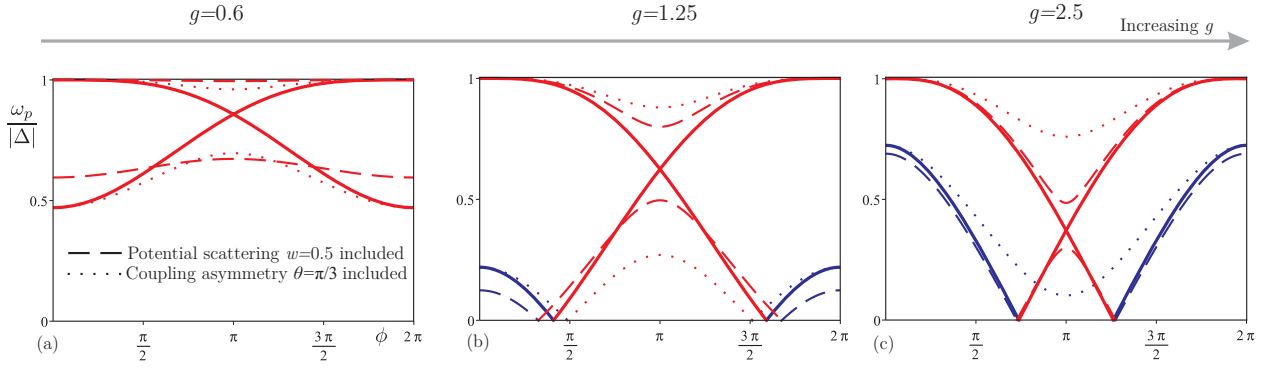 g=0.6
g=1.25
g=2.5
Increasing g
ω_p/|Δ|
1
0.5
0
Potential scattering w=0.5 included
Coupling asymmetry θ=π/3 included
(a)
π/2
π
3π/2
ϕ
2π
1
0.5
0
(b)
π/2
π
3π/2
2π
1
0.5
0
(c)
π/2
π
3π/2
2π